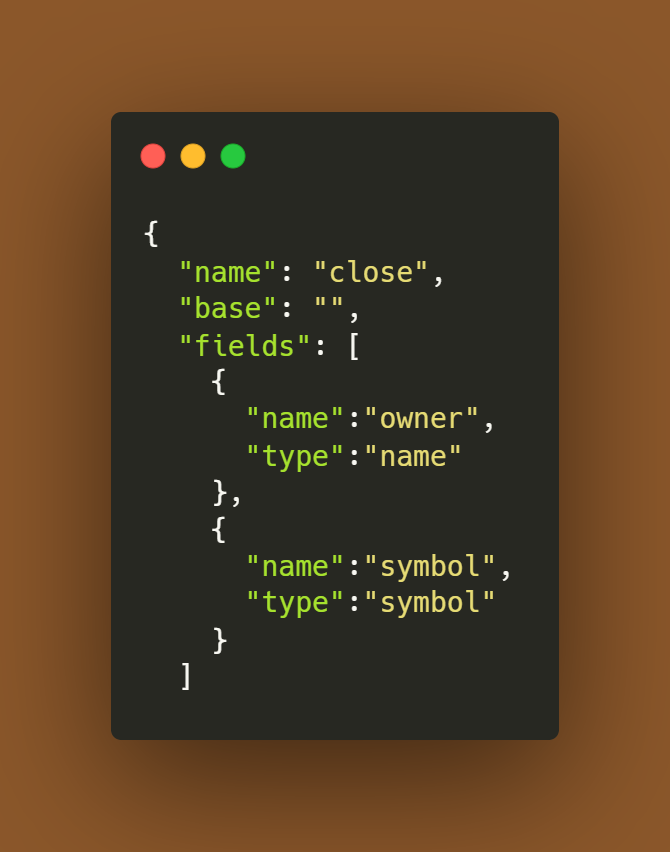 {
  "name": "close",
  "base": "",
  "fields": [
    {
      "name":"owner",
      "type":"name"
    },
    {
      "name":"symbol",
      "type":"symbol"
    }
  ]